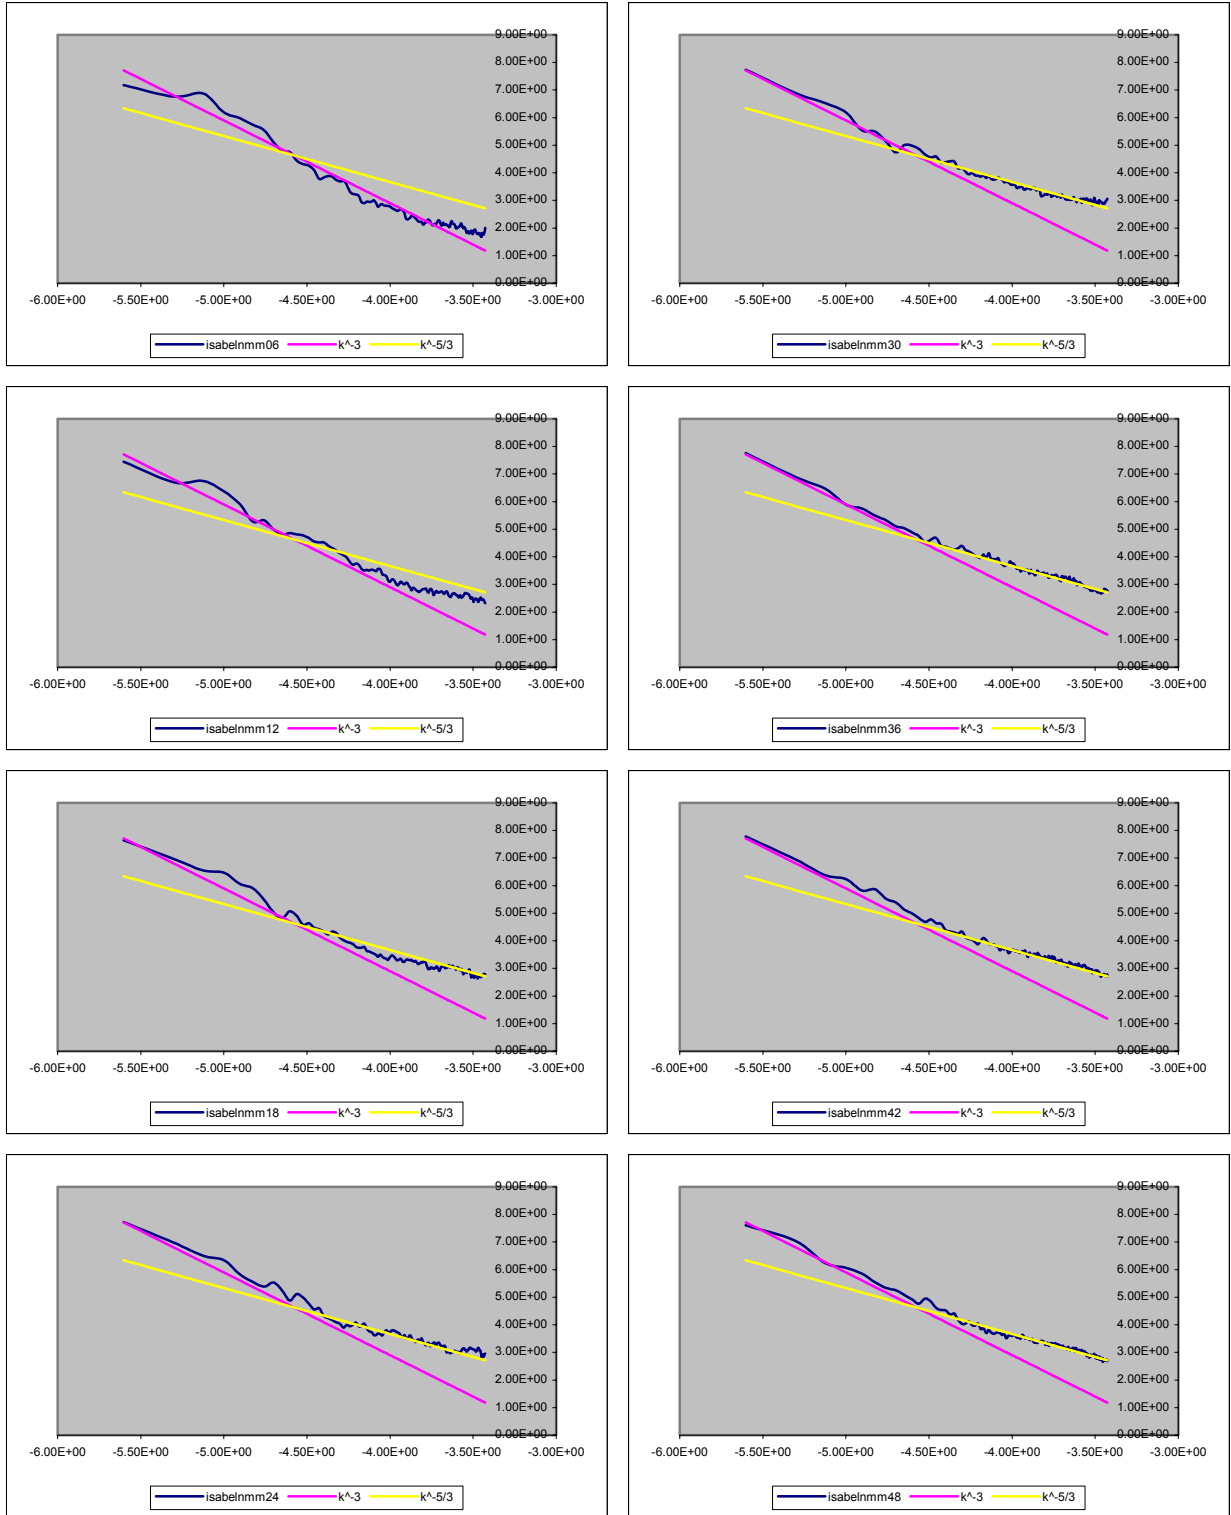 9.00E+00
8.00E+00
7.00E+00
6.00E+00
5.00E+00
4.00E+00
3.00E+00
2.00E+00
1.00E+00
0.00E+00
-6.00E+00 -5.50E+00 -5.00E+00 -4.50E+00 -4.00E+00 -3.50E+00 -3.00E+00
isabelnmm06 k^-3 k^-5/3
9.00E+00
8.00E+00
7.00E+00
6.00E+00
5.00E+00
4.00E+00
3.00E+00
2.00E+00
1.00E+00
0.00E+00
-6.00E+00 -5.50E+00 -5.00E+00 -4.50E+00 -4.00E+00 -3.50E+00 -3.00E+00
isabelnmm30 k^-3 k^-5/3
9.00E+00
8.00E+00
7.00E+00
6.00E+00
5.00E+00
4.00E+00
3.00E+00
2.00E+00
1.00E+00
0.00E+00
-6.00E+00 -5.50E+00 -5.00E+00 -4.50E+00 -4.00E+00 -3.50E+00 -3.00E+00
isabelnmm12 k^-3 k^-5/3
9.00E+00
8.00E+00
7.00E+00
6.00E+00
5.00E+00
4.00E+00
3.00E+00
2.00E+00
1.00E+00
0.00E+00
-6.00E+00 -5.50E+00 -5.00E+00 -4.50E+00 -4.00E+00 -3.50E+00 -3.00E+00
isabelnmm36 k^-3 k^-5/3
9.00E+00
8.00E+00
7.00E+00
6.00E+00
5.00E+00
4.00E+00
3.00E+00
2.00E+00
1.00E+00
0.00E+00
-6.00E+00 -5.50E+00 -5.00E+00 -4.50E+00 -4.00E+00 -3.50E+00 -3.00E+00
isabelnmm18 k^-3 k^-5/3
9.00E+00
8.00E+00
7.00E+00
6.00E+00
5.00E+00
4.00E+00
3.00E+00
2.00E+00
1.00E+00
0.00E+00
-6.00E+00 -5.50E+00 -5.00E+00 -4.50E+00 -4.00E+00 -3.50E+00 -3.00E+00
isabelnmm42 k^-3 k^-5/3
9.00E+00
8.00E+00
7.00E+00
6.00E+00
5.00E+00
4.00E+00
3.00E+00
2.00E+00
1.00E+00
0.00E+00
-6.00E+00 -5.50E+00 -5.00E+00 -4.50E+00 -4.00E+00 -3.50E+00 -3.00E+00
isabelnmm24 k^-3 k^-5/3
9.00E+00
8.00E+00
7.00E+00
6.00E+00
5.00E+00
4.00E+00
3.00E+00
2.00E+00
1.00E+00
0.00E+00
-6.00E+00 -5.50E+00 -5.00E+00 -4.50E+00 -4.00E+00 -3.50E+00 -3.00E+00
isabelnmm48 k^-3 k^-5/3